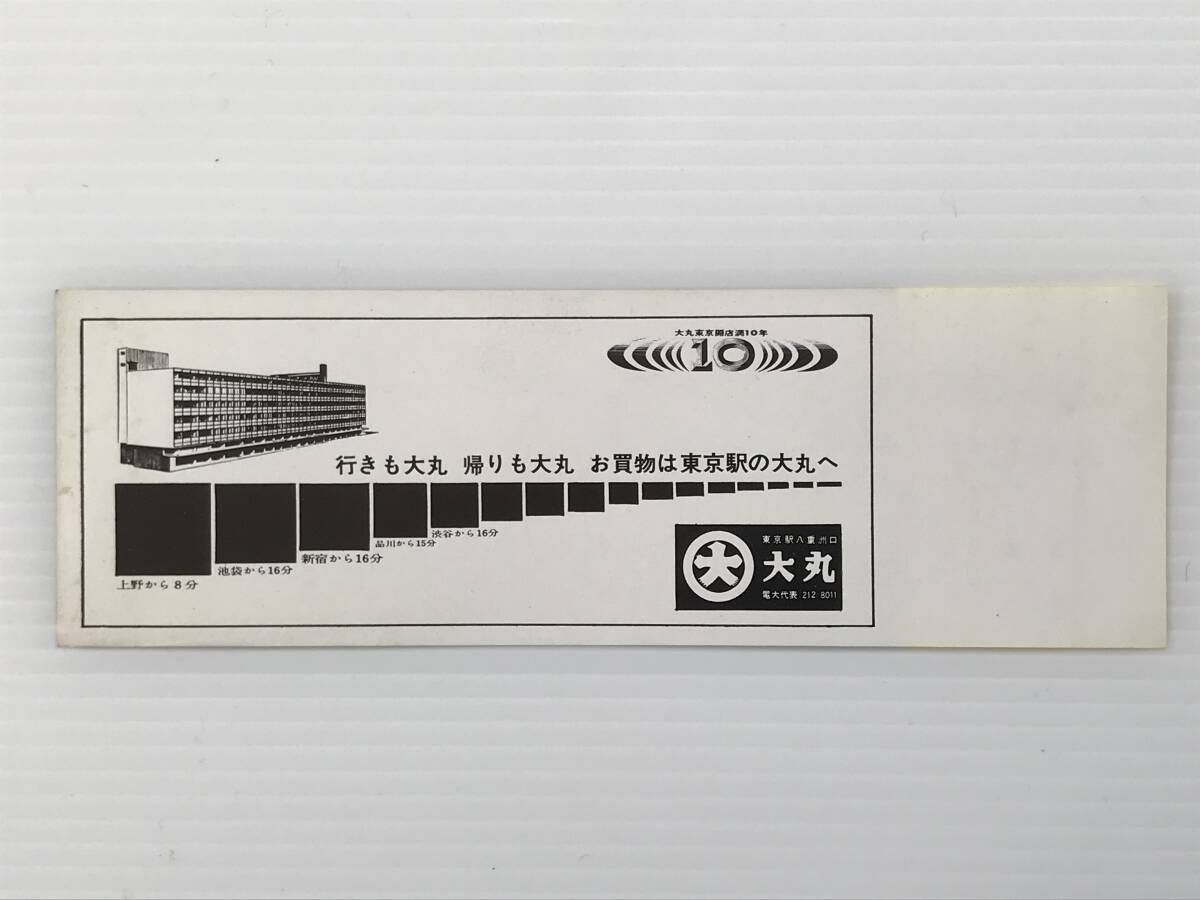 大丸東京開店満10年
10
行きも大丸 帰りも大丸 お買物は東京駅の大丸へ
上野から8分
池袋から16分
新宿から16分
品川から15分
渋谷から16分
東京駅八重洲口
大 大丸
電大代表 212 8011